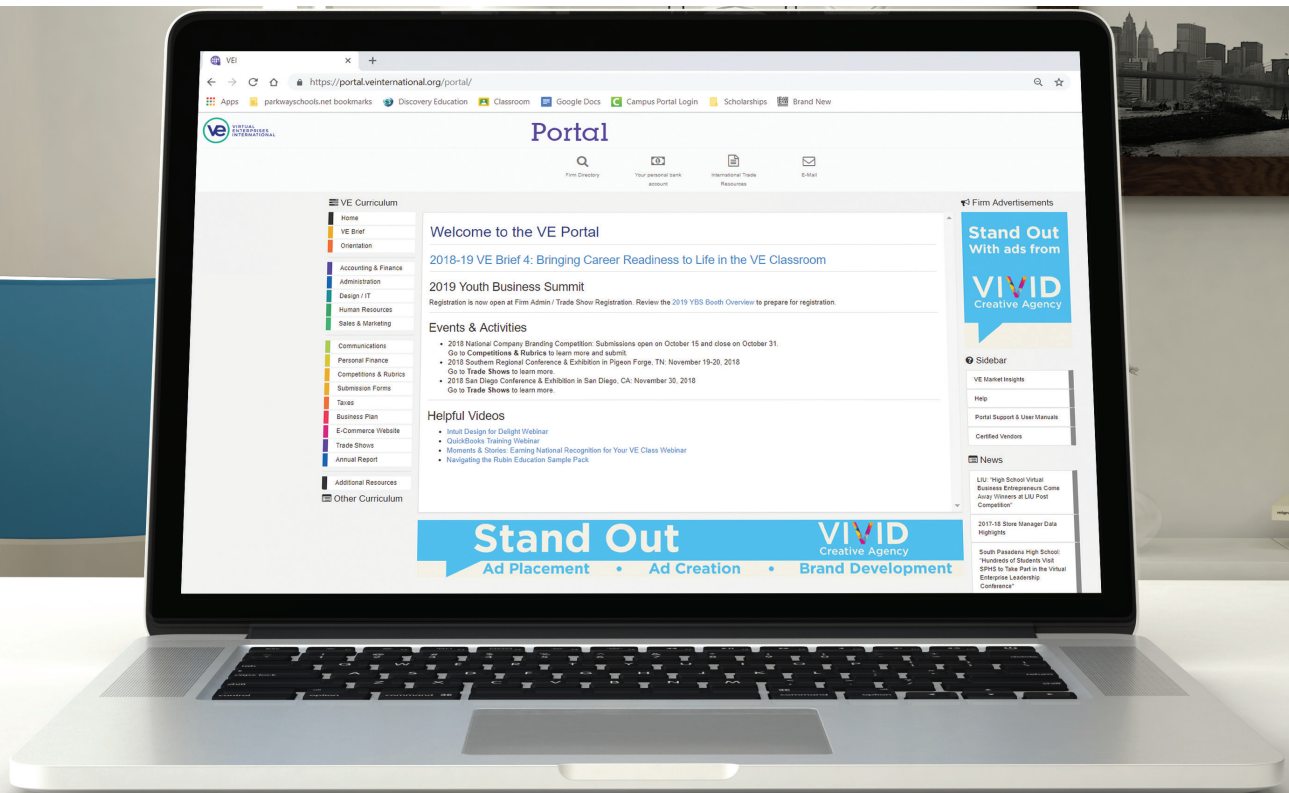 VEI
https://portal.veinternational.org/portal/
Apps parkwayschools.net bookmarks Discovery Education Classroom Google Docs Campus Portal Login Scholarships Brand New
ve VIRTUAL
ENTERPRISES
INTERNATIONAL
Portal
Firm Directory
Your personal bank
account
International Trade
Resources
E-Mail
VE Curriculum
Home
VE Brief
Orientation
Accounting & Finance
Administration
Design / IT
Human Resources
Sales & Marketing
Communications
Personal Finance
Competitions & Rubrics
Submission Forms
Taxes
Business Plan
E-Commerce Website
Trade Shows
Annual Report
Additional Resources
Other Curriculum
Welcome to the VE Portal
2018-19 VE Brief 4: Bringing Career Readiness to Life in the VE Classroom
2019 Youth Business Summit
Registration is now open at Firm Admin / Trade Show Registration. Review the 2019 YBS Booth Overview to prepare for registration.
Events & Activities
2018 National Company Branding Competition: Submissions open on October 15 and close on October 31.
Go to Competitions & Rubrics to learn more and submit.
2018 Southern Regional Conference & Exhibition in Pigeon Forge, TN: November 19-20, 2018
Go to Trade Shows to learn more.
2018 San Diego Conference & Exhibition in San Diego, CA: November 30, 2018
Go to Trade Shows to learn more.
Helpful Videos
Intuit Design for Delight Webinar
QuickBooks Training Webinar
Moments & Stories: Earning National Recognition for Your VE Class Webinar
Navigating the Rubin Education Sample Pack
Stand Out
Ad Placement • Ad Creation • Brand Development
VIVID
Creative Agency
Firm Advertisements
Stand Out
With ads from
VIVID
Creative Agency
Sidebar
VE Market Insights
Help
Portal Support & User Manuals
Certified Vendors
News
LIU: "High School Virtual
Business Entrepreneurs Come
Away Winners at LIU Post
Competition"
2017-18 Store Manager Data
Highlights
South Pasadena High School:
"Hundreds of Students Visit
SPHS to Take Part in the Virtual
Enterprise Leadership
Conference"
Q W E R T Y U I O P
A S D F G H J K L
Z X C V B N M
control option command command option